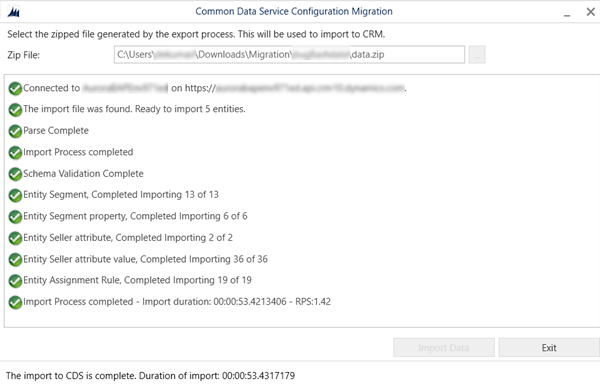 Common Data Service Configuration Migration
Select the zipped file generated by the export process. This will be used to import to CRM.
Zip File: C:\Users\ \Downloads\Migration\ \data.zip ...
Connected to on https:// .
The import file was found. Ready to import 5 entities.
Parse Complete
Import Process completed
Schema Validation Complete
Entity Segment, Completed Importing 13 of 13
Entity Segment property, Completed Importing 6 of 6
Entity Seller attribute, Completed Importing 2 of 2
Entity Seller attribute value, Completed Importing 36 of 36
Entity Assignment Rule, Completed Importing 19 of 19
Import Process completed - Import duration: 00:00:53.4213406 - RPS:1.42
Import Data Exit
The import to CDS is complete. Duration of import: 00:00:53.4317179